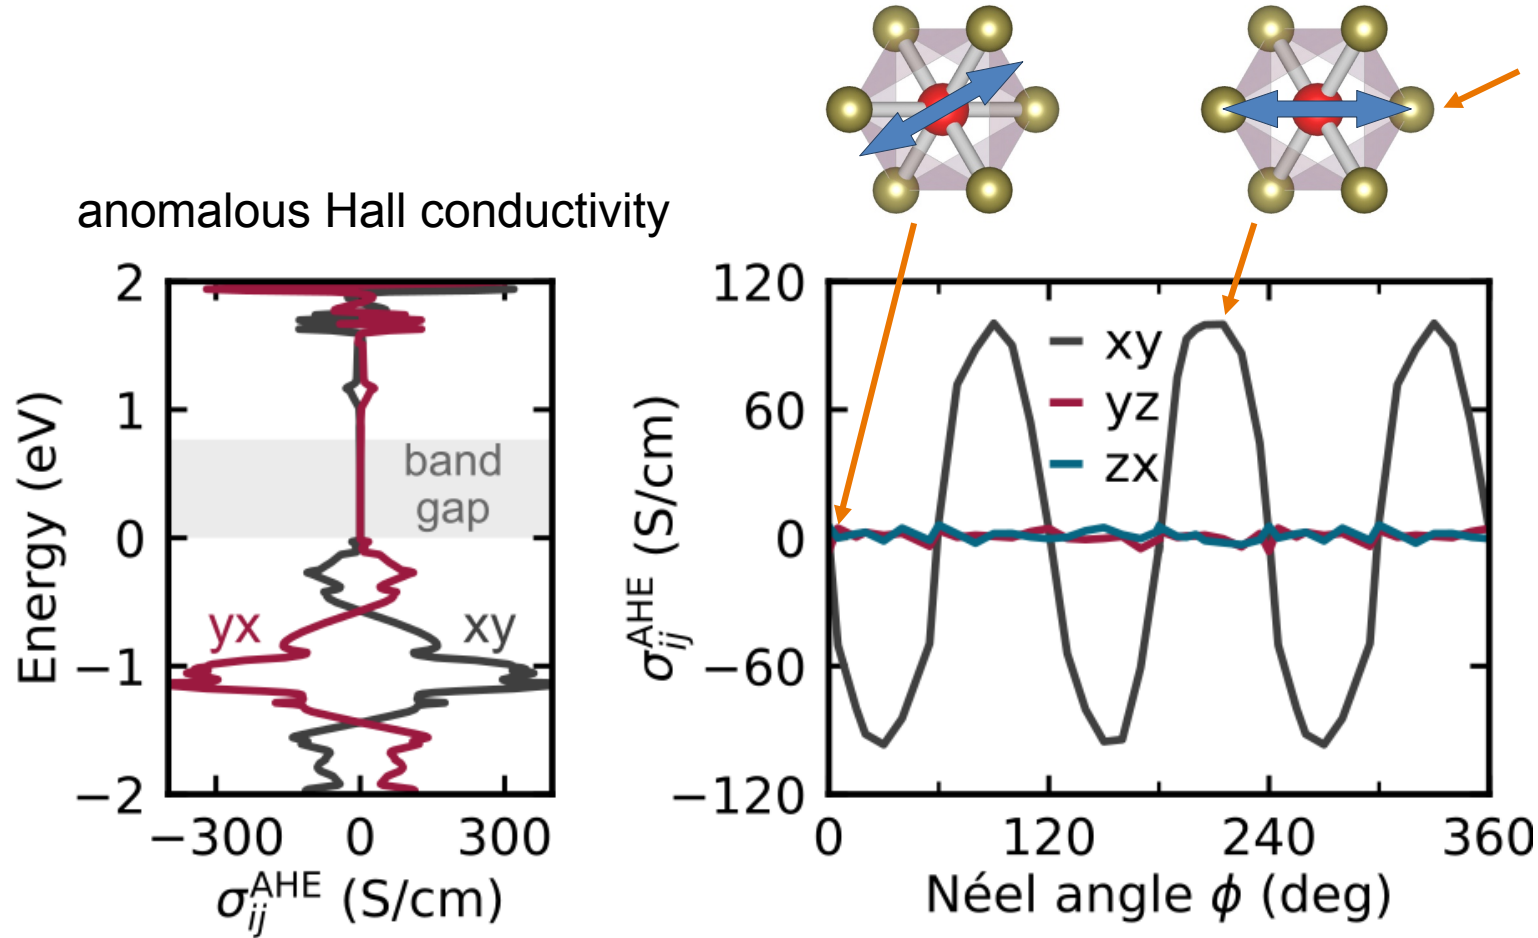 anomalous Hall conductivity
2
1
0
−1
−2
Energy (eV)
band
gap
yx
xy
−300 0 300
σ_ij^AHE (S/cm)
120
60
0
−60
−120
σ_ij^AHE (S/cm)
xy
yz
zx
0 120 240 360
Néel angle ϕ (deg)